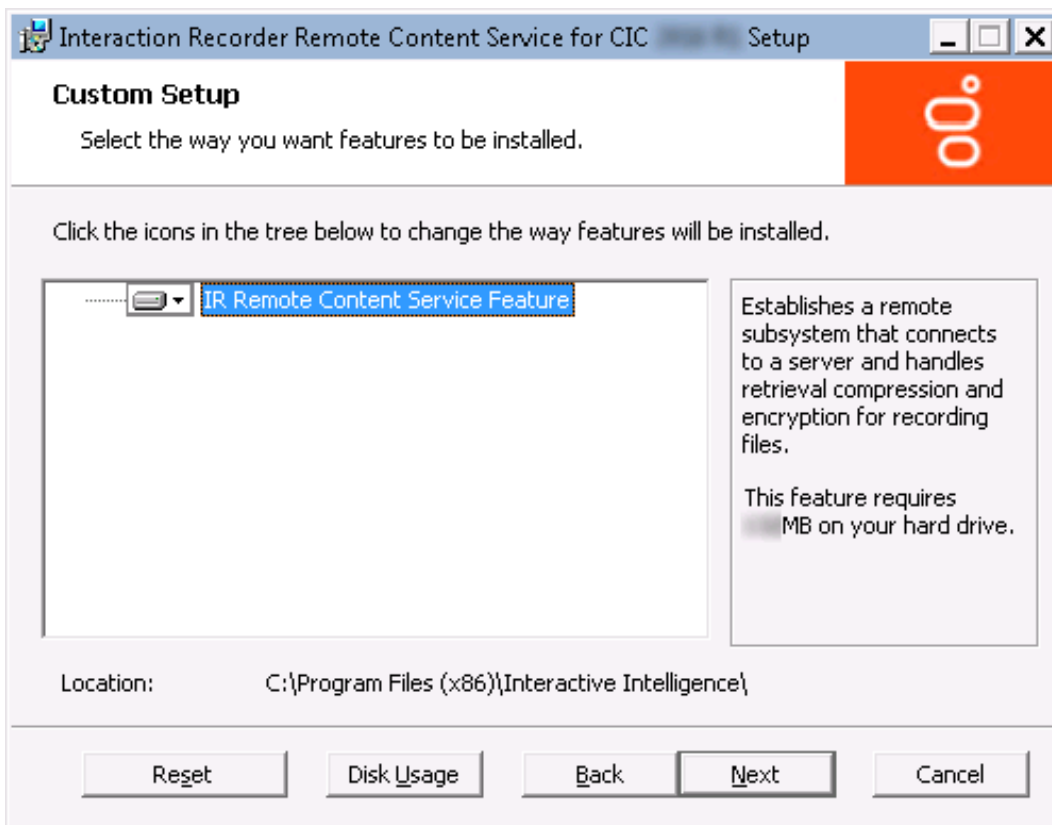 Interaction Recorder Remote Content Service for CIC Setup
Custom Setup
Select the way you want features to be installed.
Click the icons in the tree below to change the way features will be installed.
IR Remote Content Service Feature
Establishes a remote
subsystem that connects
to a server and handles
retrieval compression and
encryption for recording
files.
This feature requires
MB on your hard drive.
Location: C:\Program Files (x86)\Interactive Intelligence\
Reset Disk Usage Back Next Cancel